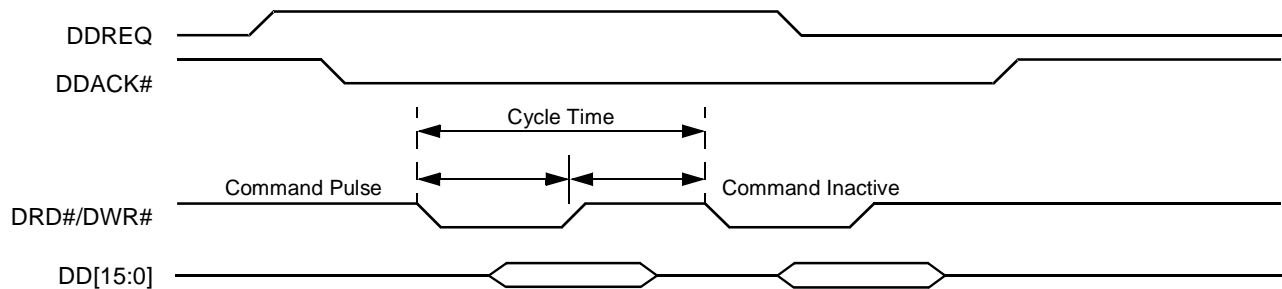 DDREQ
DDACK#
Cycle Time
Command Pulse
Command Inactive
DRD#/DWR#
DD[15:0]